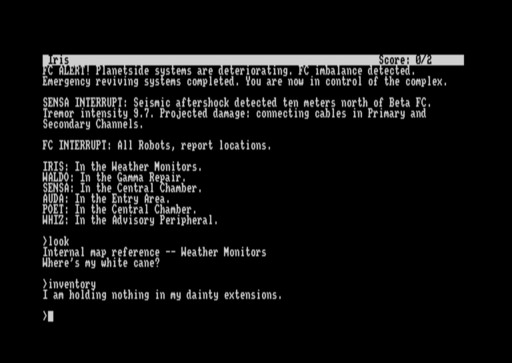 Iris Score: 0/2
FC ALERT! Planetside systems are deteriorating. FC imbalance detected.
Emergency reviving systems completed. You are now in control of the complex.
SENSA INTERRUPT: Seismic aftershock detected ten meters north of Beta FC.
Tremor intensity 9.7. Projected damage: connecting cables in Primary and
Secondary Channels.
FC INTERRUPT: All Robots, report locations.
IRIS: In the Weather Monitors.
WALDO: In the Gamma Repair.
SENSA: In the Central Chamber.
AUDA: In the Entry Area.
POET: In the Central Chamber.
WHIZ: In the Advisory Peripheral.
>look
Internal map reference -- Weather Monitors
Where's my white cane?
>inventory
I am holding nothing in my dainty extensions.
>